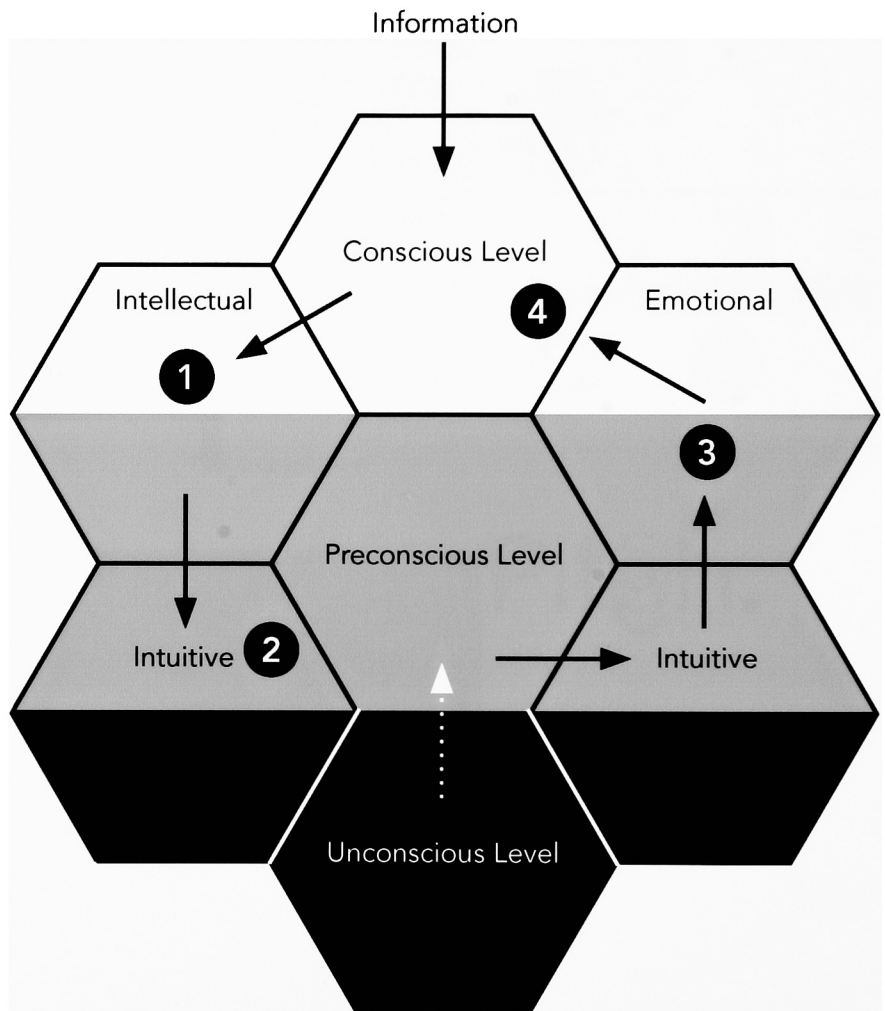 Information
Conscious Level
Intellectual
4
Emotional
1
3
Preconscious Level
Intuitive 2
Intuitive
Unconscious Level